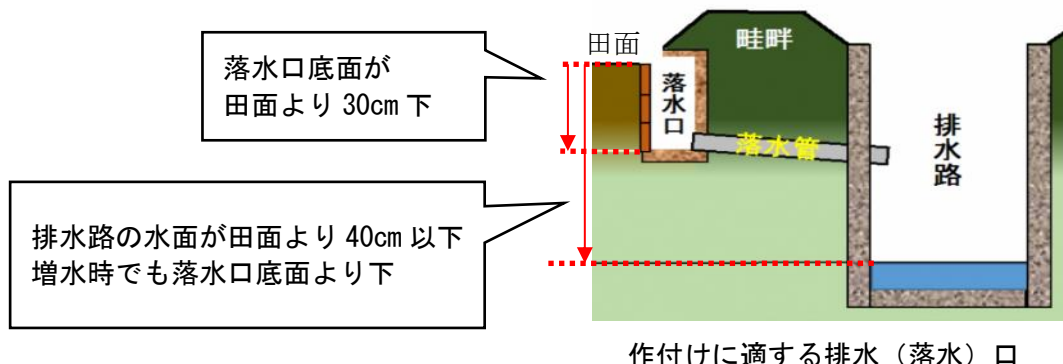 落水口底面が
田面より 30cm 下
排水路の水面が田面より 40cm 以下
増水時でも落水口底面より下
田面
畦畔
落水口
落水管
排水路
作付けに適する排水（落水）口